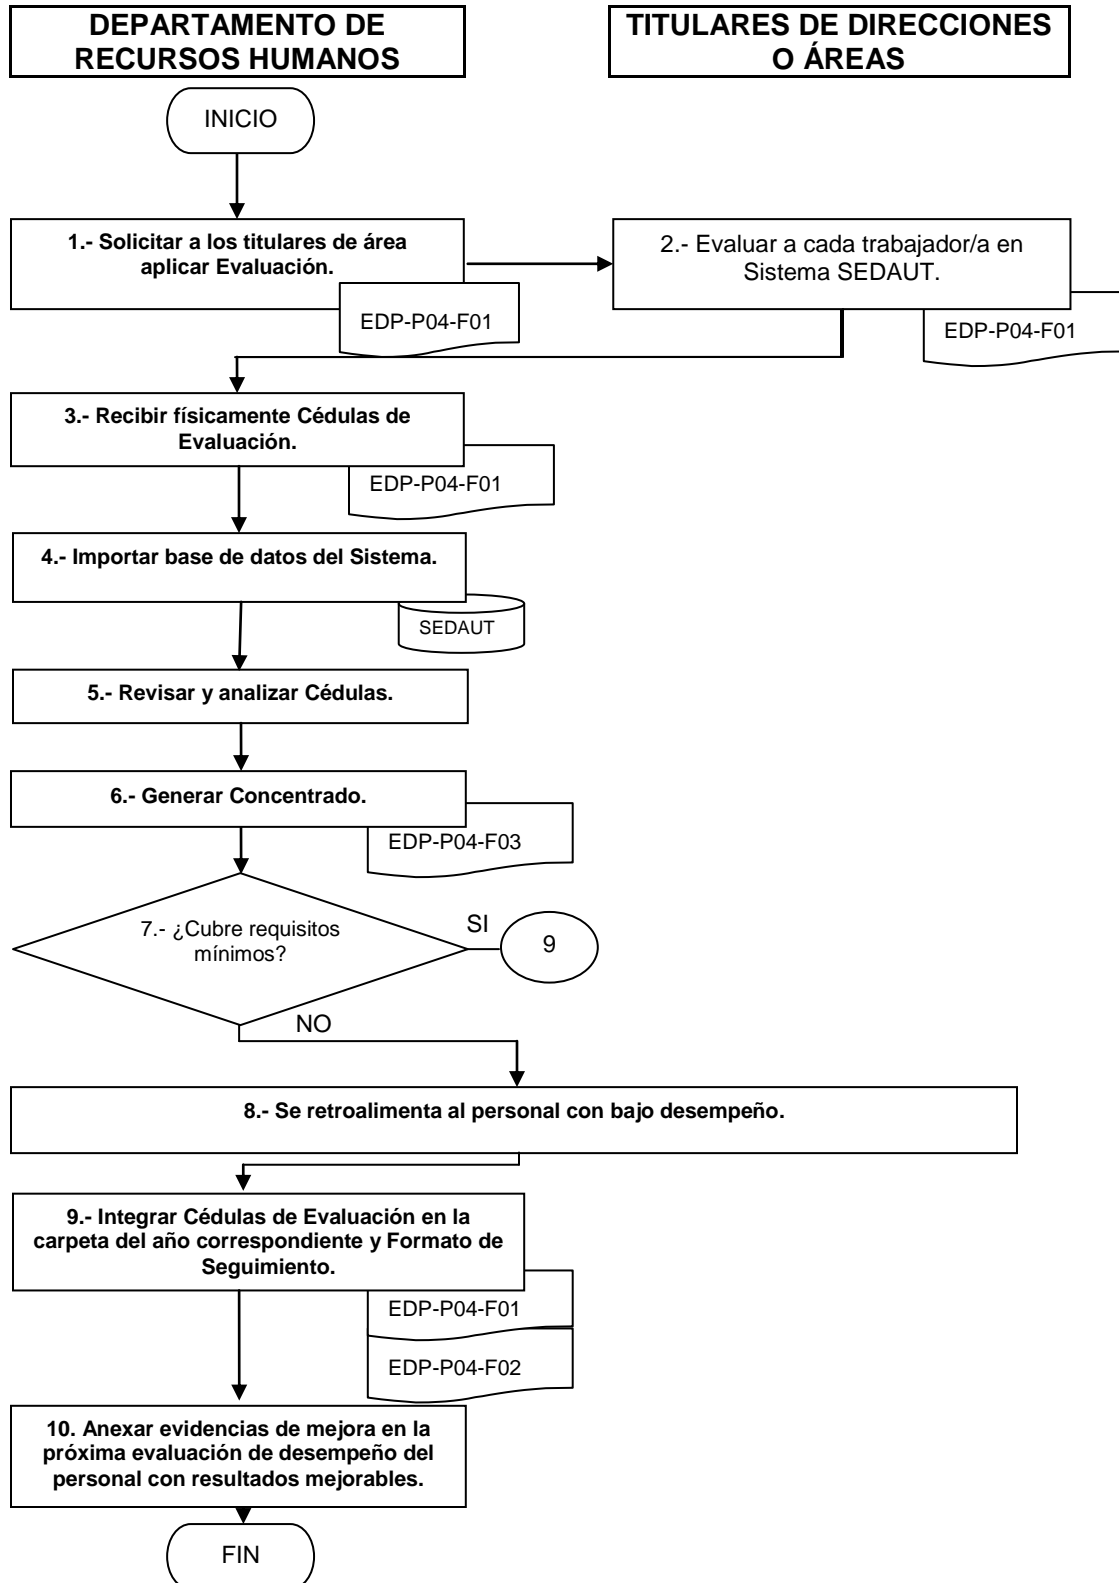 DEPARTAMENTO DE
RECURSOS HUMANOS
TITULARES DE DIRECCIONES
O ÁREAS
INICIO
1.- Solicitar a los titulares de área
aplicar Evaluación.
EDP-P04-F01
2.- Evaluar a cada trabajador/a en
Sistema SEDAUT.
EDP-P04-F01
3.- Recibir físicamente Cédulas de
Evaluación.
EDP-P04-F01
4.- Importar base de datos del Sistema.
SEDAUT
5.- Revisar y analizar Cédulas.
6.- Generar Concentrado.
EDP-P04-F03
7.- ¿Cubre requisitos
mínimos?
SI
9
NO
8.- Se retroalimenta al personal con bajo desempeño.
9.- Integrar Cédulas de Evaluación en la
carpeta del año correspondiente y Formato de
Seguimiento.
EDP-P04-F01
EDP-P04-F02
10. Anexar evidencias de mejora en la
próxima evaluación de desempeño del
personal con resultados mejorables.
FIN